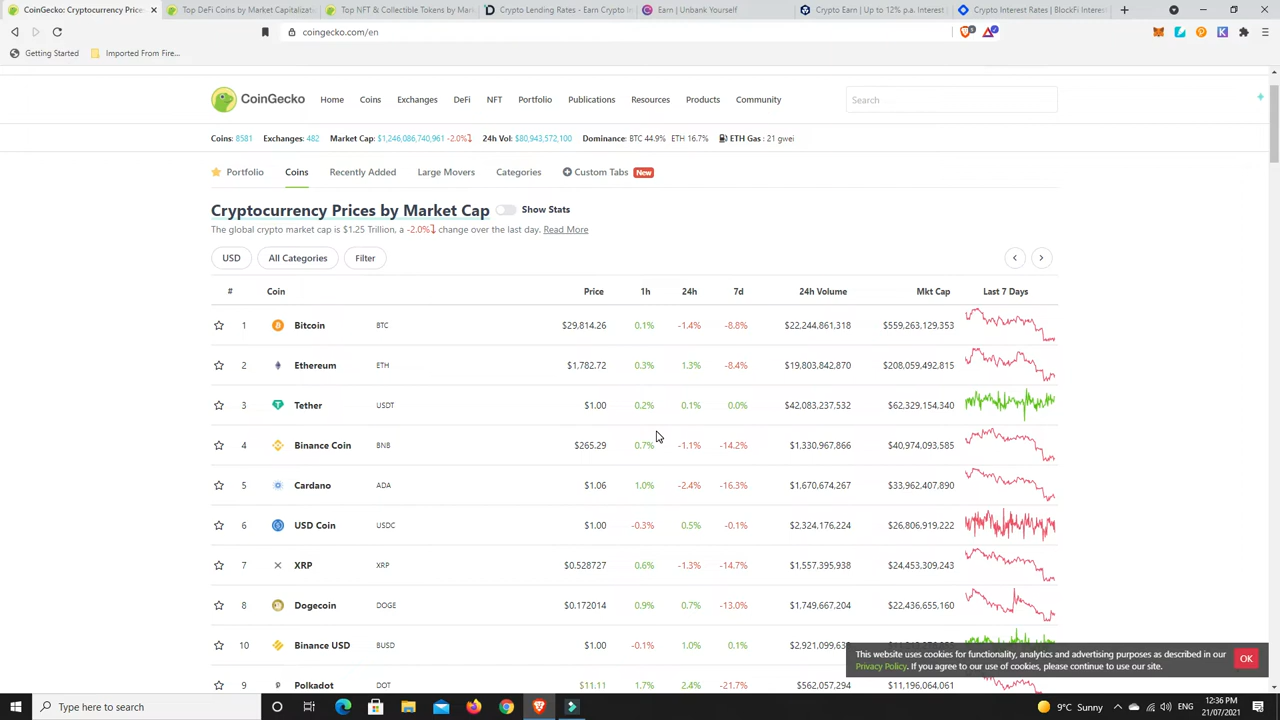 CoinGecko: Cryptocurrency Prices by
Top DeFi Coins by Market Capitalizati
Top NFT & Collectible Tokens by Mark
Crypto Lending Rates - Earn Crypto In
Earn | Unbank Yourself
Crypto Earn | Up to 12% p.a. Interest
Crypto Interest Rates | BlockFi Interest
coingecko.com/en
Getting Started
Imported From Fire...
CoinGecko
Home
Coins
Exchanges
DeFi
NFT
Portfolio
Publications
Resources
Products
Community
Search
Coins: 8581 Exchanges: 482 Market Cap: $1,246,086,740,961 -2.0% 24h Vol: $80,943,572,100 Dominance: BTC 44.9% ETH 16.7% ETH Gas : 21 gwei
Portfolio
Coins
Recently Added
Large Movers
Categories
Custom Tabs New
Cryptocurrency Prices by Market Cap Show Stats
The global crypto market cap is $1.25 Trillion, a -2.0% change over the last day. Read More
USD
All Categories
Filter
# Coin Price 1h 24h 7d 24h Volume Mkt Cap Last 7 Days
1 Bitcoin BTC $29,814.26 0.1% -1.4% -8.8% $22,244,861,318 $559,263,129,353
2 Ethereum ETH $1,782.72 0.3% 1.3% -8.4% $19,803,842,870 $208,059,492,815
3 Tether USDT $1.00 0.2% 0.1% 0.0% $42,083,237,532 $62,329,154,340
4 Binance Coin BNB $265.29 0.7% -1.1% -14.2% $1,330,967,866 $40,974,093,585
5 Cardano ADA $1.06 1.0% -2.4% -16.3% $1,670,674,267 $33,962,407,890
6 USD Coin USDC $1.00 -0.3% 0.5% -0.1% $2,324,176,224 $26,806,919,222
7 XRP XRP $0.528727 0.6% -1.3% -14.7% $1,557,395,938 $24,453,309,243
8 Dogecoin DOGE $0.172014 0.9% 0.7% -13.0% $1,749,667,204 $22,436,655,160
10 Binance USD BUSD $1.00 -0.1% 1.0% 0.1%
9 Polkadot DOT $11.11 1.7% 2.4% -21.7% $562,057,294 $11,196,064,061
This website uses cookies for functionality, analytics and advertising purposes as described in our
Privacy Policy. If you agree to our use of cookies, please continue to use our site.
OK
Type here to search
9°C Sunny
ENG
12:36 PM
21/07/2021